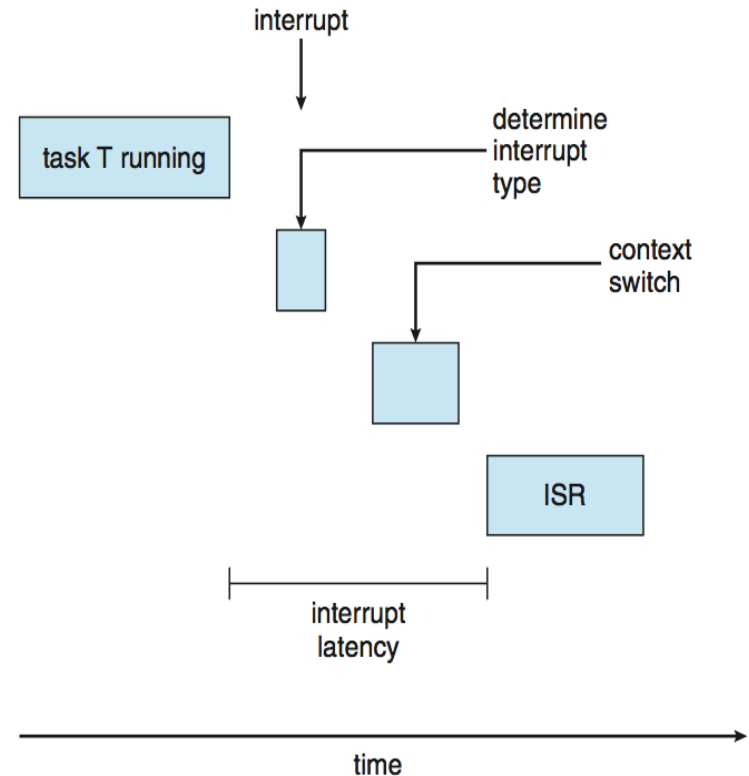 interrupt
task T running
determine
interrupt
type
context
switch
ISR
interrupt
latency
time